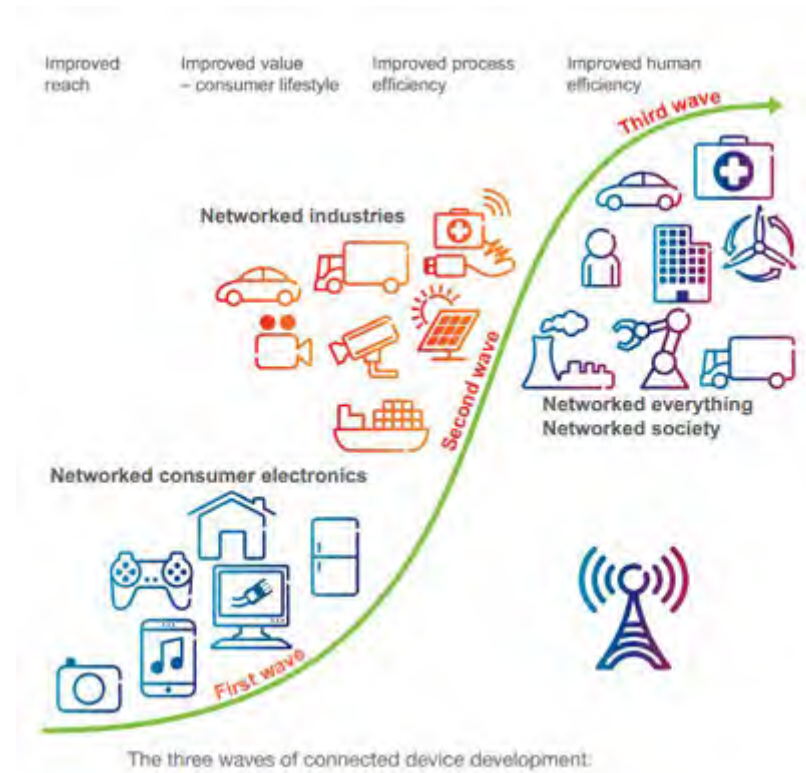 Improved
reach
Improved value
– consumer lifestyle
Improved process
efficiency
Improved human
efficiency
Third wave
Networked industries
Second wave
Networked everything
Networked society
Networked consumer electronics
First wave
The three waves of connected device development: